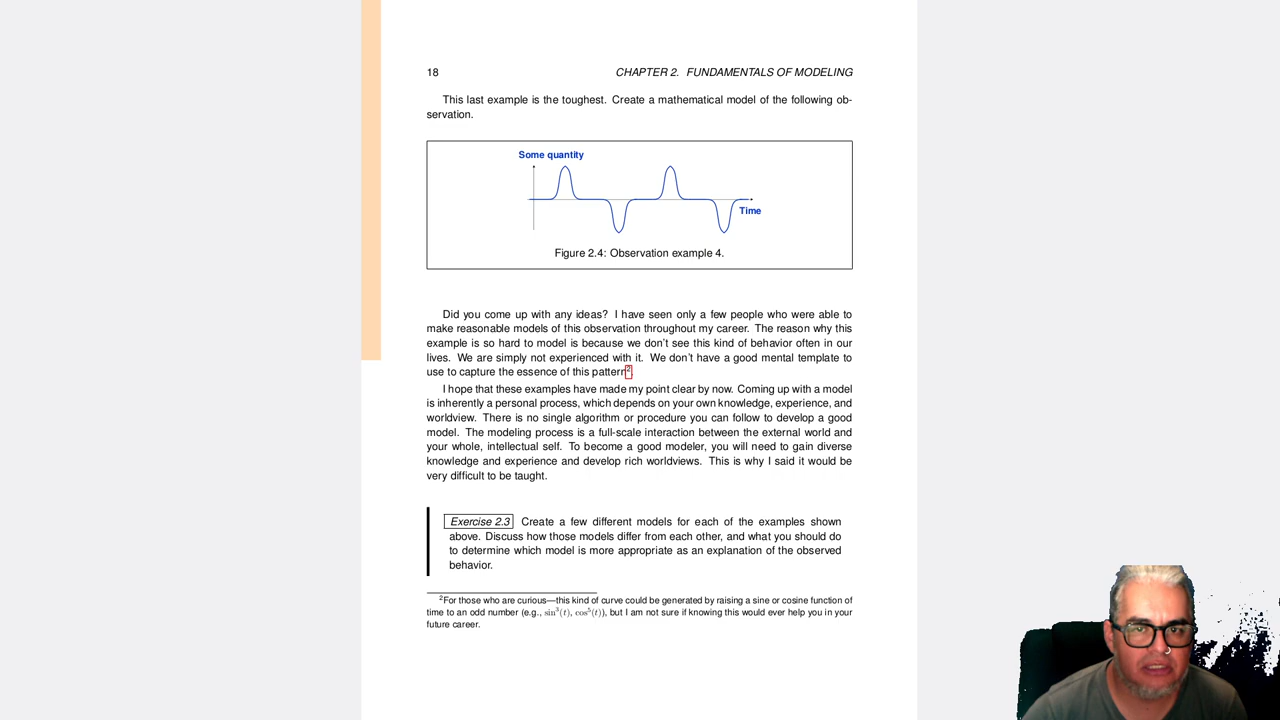 18
CHAPTER 2. FUNDAMENTALS OF MODELING
This last example is the toughest. Create a mathematical model of the following ob-
servation.
Some quantity
Time
Figure 2.4: Observation example 4.
Did you come up with any ideas? I have seen only a few people who were able to
make reasonable models of this observation throughout my career. The reason why this
example is so hard to model is because we don't see this kind of behavior often in our
lives. We are simply not experienced with it. We don't have a good mental template to
use to capture the essence of this pattern2.
I hope that these examples have made my point clear by now. Coming up with a model
is inherently a personal process, which depends on your own knowledge, experience, and
worldview. There is no single algorithm or procedure you can follow to develop a good
model. The modeling process is a full-scale interaction between the external world and
your whole, intellectual self. To become a good modeler, you will need to gain diverse
knowledge and experience and develop rich worldviews. This is why I said it would be
very difficult to be taught.
Exercise 2.3 Create a few different models for each of the examples shown
above. Discuss how those models differ from each other, and what you should do
to determine which model is more appropriate as an explanation of the observed
behavior.
2For those who are curious—this kind of curve could be generated by raising a sine or cosine function of
time to an odd number (e.g., sin³(t), cos⁵(t)), but I am not sure if knowing this would ever help you in your
future career.